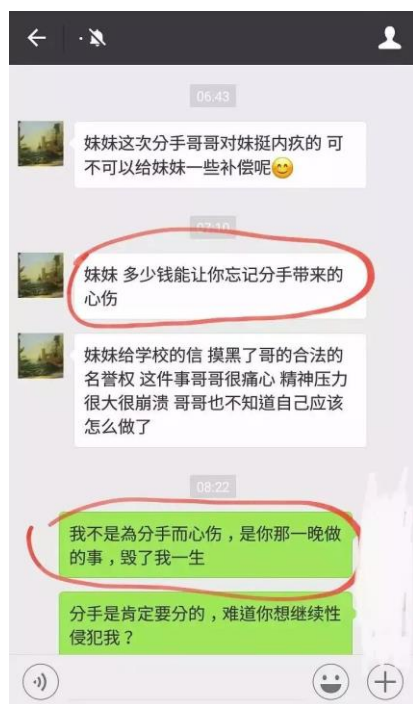 06:43
妹妹这次分手哥哥对妹挺内疚的 可
不可以给妹妹一些补偿呢😊
07:10
妹妹 多少钱能让你忘记分手带来的
心伤
妹妹给学校的信 摸黑了哥的合法的
名誉权 这件事哥哥很痛心 精神压力
很大很崩溃 哥哥也不知道自己应该
怎么做了
08:22
我不是為分手而心伤，是你那一晚做
的事，毁了我一生
分手是肯定要分的，难道你想继续性
侵犯我？